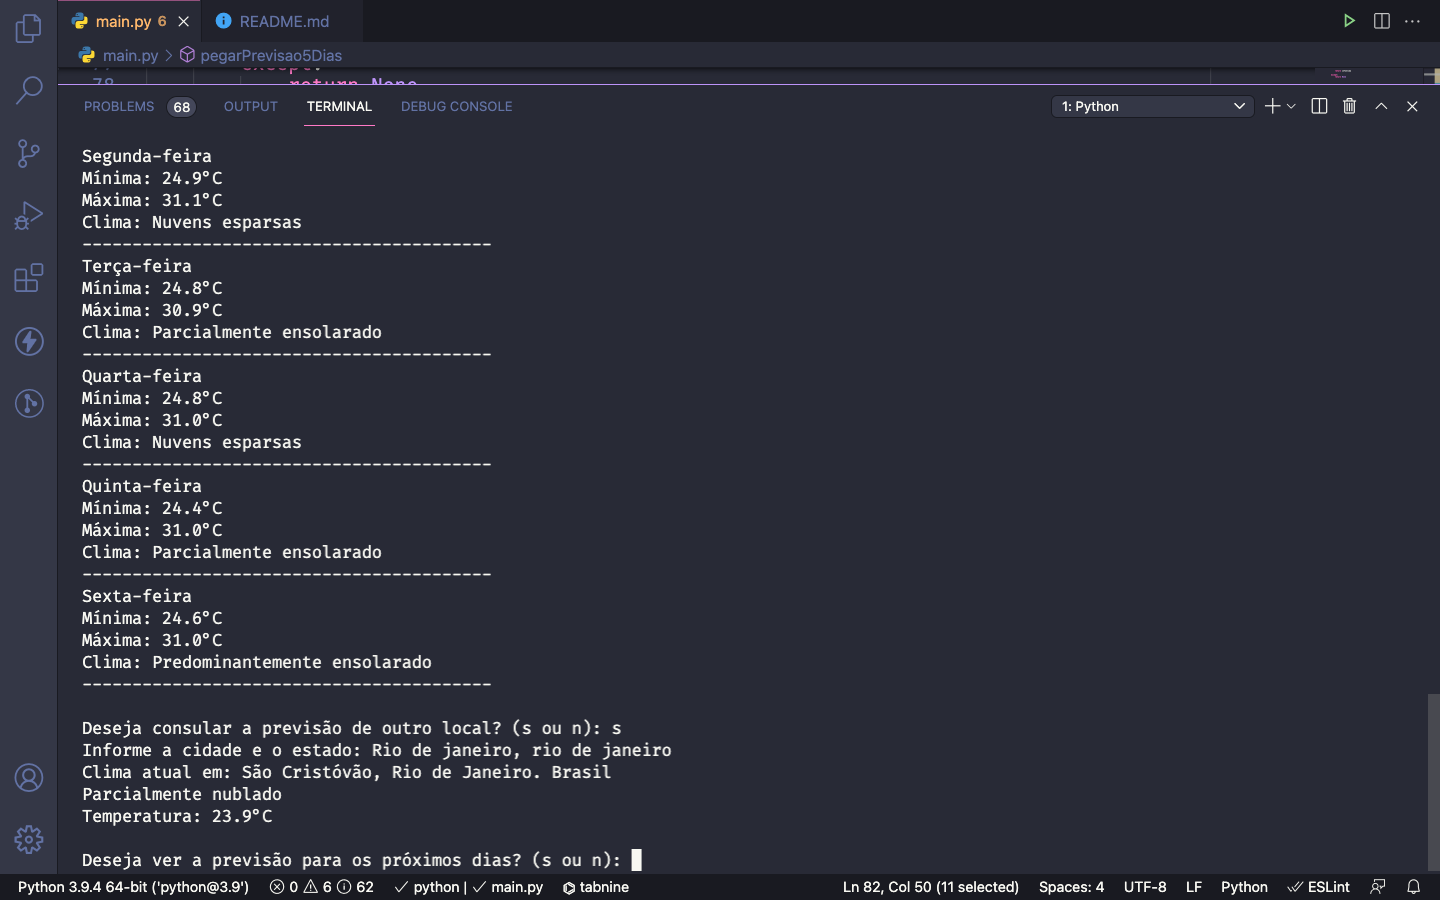 main.py 6
README.md
main.py > pegarPrevisao5Dias
78 return None
PROBLEMS 68 OUTPUT TERMINAL DEBUG CONSOLE 1: Python
Segunda-feira
Mínima: 24.9°C
Máxima: 31.1°C
Clima: Nuvens esparsas
-----------------------------------------
Terça-feira
Mínima: 24.8°C
Máxima: 30.9°C
Clima: Parcialmente ensolarado
-----------------------------------------
Quarta-feira
Mínima: 24.8°C
Máxima: 31.0°C
Clima: Nuvens esparsas
-----------------------------------------
Quinta-feira
Mínima: 24.4°C
Máxima: 31.0°C
Clima: Parcialmente ensolarado
-----------------------------------------
Sexta-feira
Mínima: 24.6°C
Máxima: 31.0°C
Clima: Predominantemente ensolarado
-----------------------------------------
Deseja consular a previsão de outro local? (s ou n): s
Informe a cidade e o estado: Rio de janeiro, rio de janeiro
Clima atual em: São Cristóvão, Rio de Janeiro. Brasil
Parcialmente nublado
Temperatura: 23.9°C
Deseja ver a previsão para os próximos dias? (s ou n):
Python 3.9.4 64-bit ('python@3.9') 0 6 62 python | main.py tabnine Ln 82, Col 50 (11 selected) Spaces: 4 UTF-8 LF Python ESLint